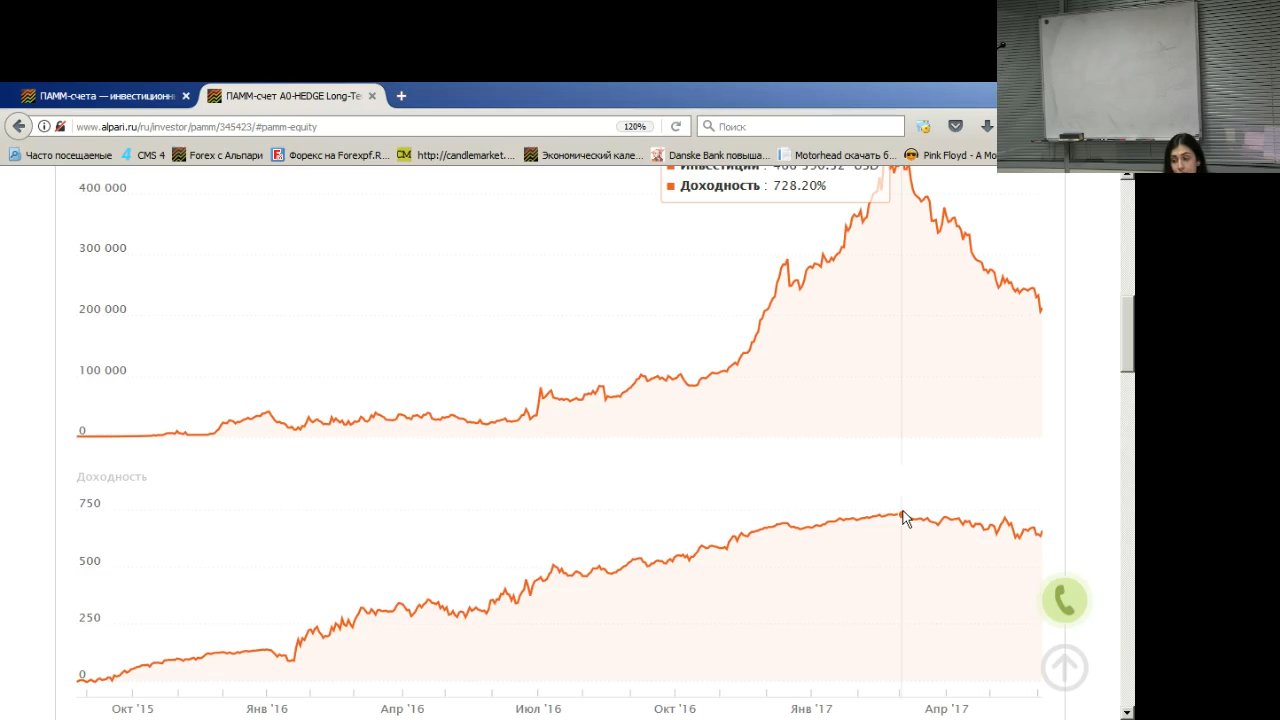 ПАММ-счета — инвестиционн
ПАММ-счет A0-HEDGE Long-Te
www.alpari.ru/ru/investor/pamm/345423/#pamm-equity
120%
Поиск
Часто посещаемые
CMS 4
Forex с Альпари
Форекс на Forexpf.R...
http://candlemarket....
Экономический кале...
Danske Bank повыша...
Motorhead скачать б...
Pink Floyd - A Mo
Доходность : 728.20%
400 000
300 000
200 000
100 000
0
Доходность
750
500
250
0
Окт '15
Янв '16
Апр '16
Июл '16
Окт '16
Янв '17
Апр '17